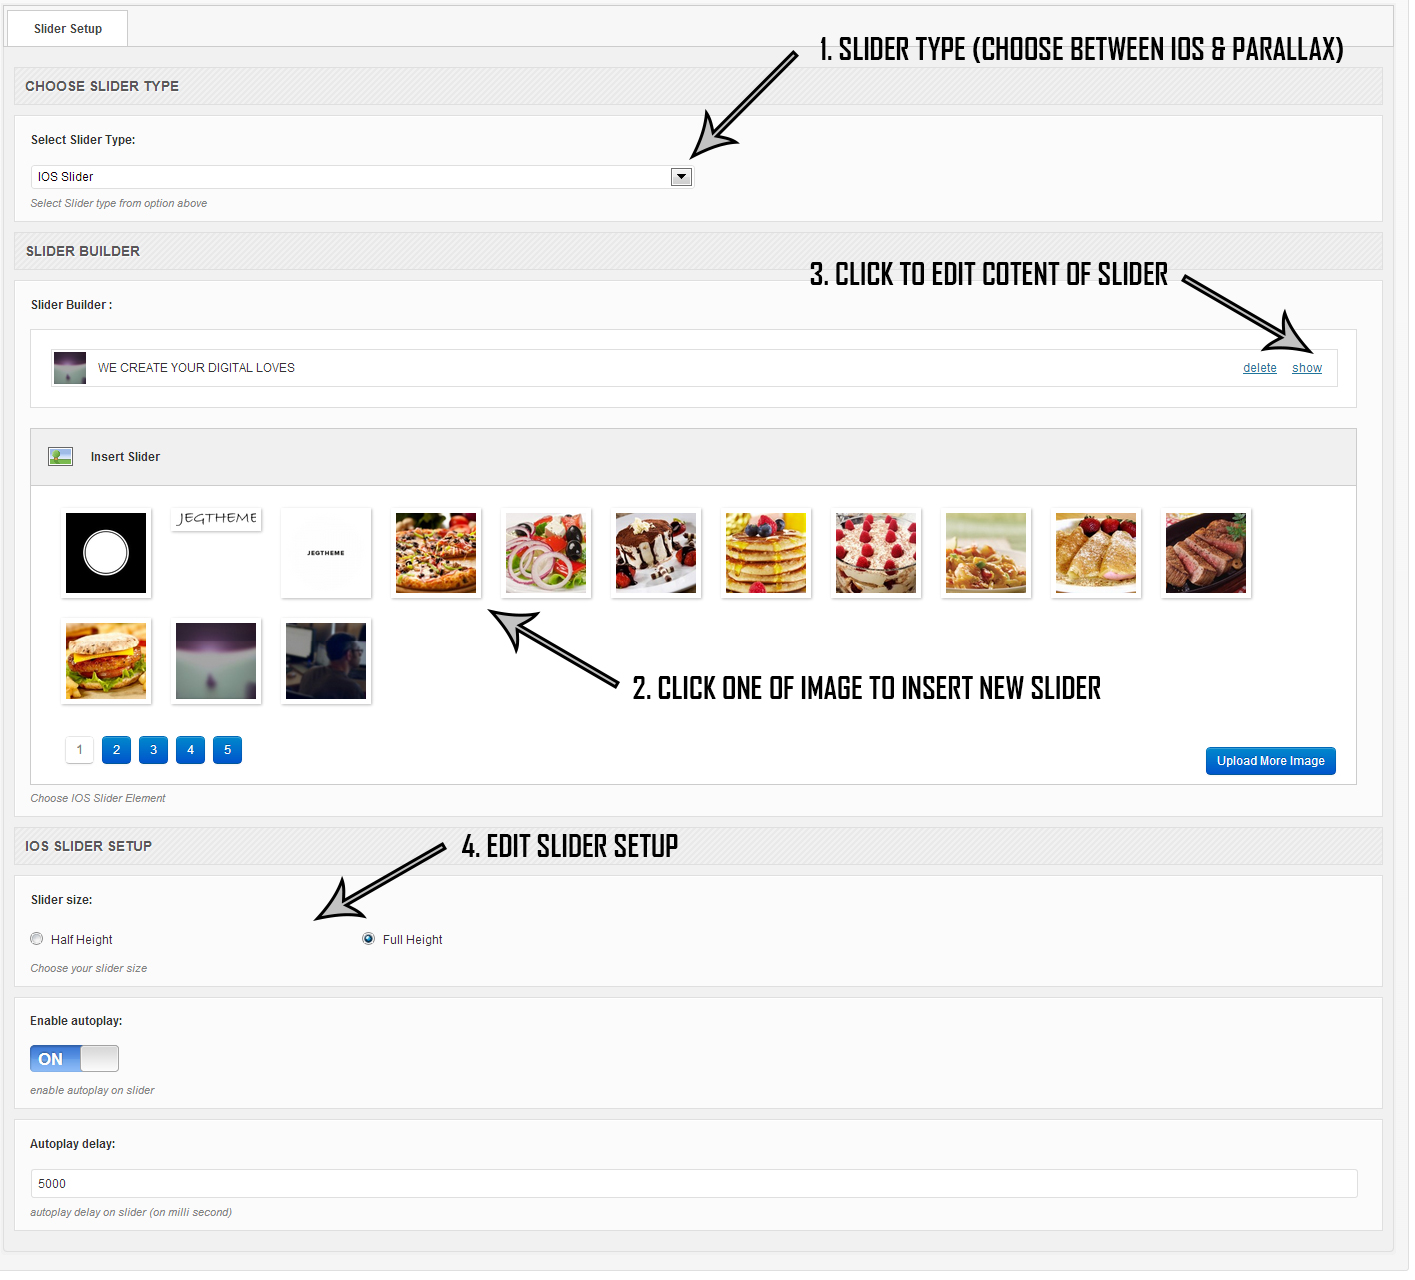 Slider Setup
1. SLIDER TYPE (CHOOSE BETWEEN IOS & PARALLAX)
CHOOSE SLIDER TYPE
Select Slider Type:
IOS Slider
Select Slider type from option above
SLIDER BUILDER
3. CLICK TO EDIT COTENT OF SLIDER
Slider Builder :
WE CREATE YOUR DIGITAL LOVES
delete show
Insert Slider
JEGTHEME
JEGTHEME
2. CLICK ONE OF IMAGE TO INSERT NEW SLIDER
1 2 3 4 5
Upload More Image
Choose IOS Slider Element
IOS SLIDER SETUP
4. EDIT SLIDER SETUP
Slider size:
Half Height Full Height
Choose your slider size
Enable autoplay:
ON
enable autoplay on slider
Autoplay delay:
5000
autoplay delay on slider (on milli second)